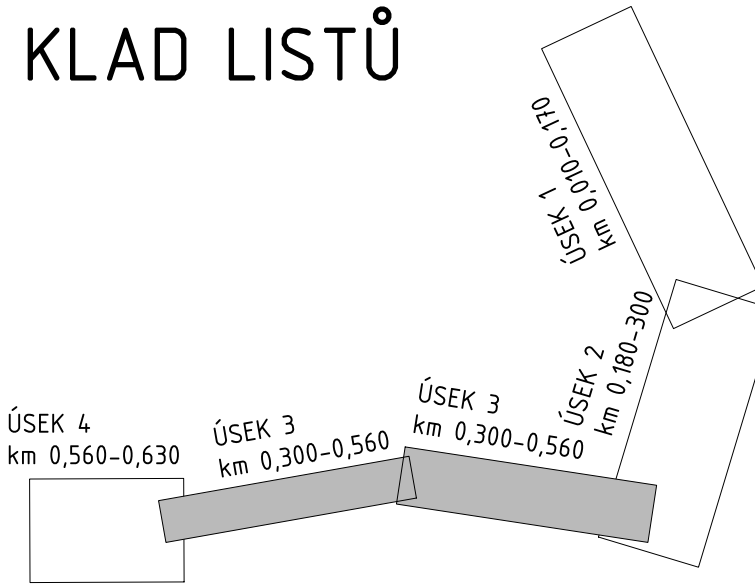 KLAD LISTŮ
ÚSEK 1
km 0,010-0,170
ÚSEK 2
km 0,180-300
ÚSEK 3
km 0,300-0,560
ÚSEK 3
km 0,300-0,560
ÚSEK 4
km 0,560-0,630